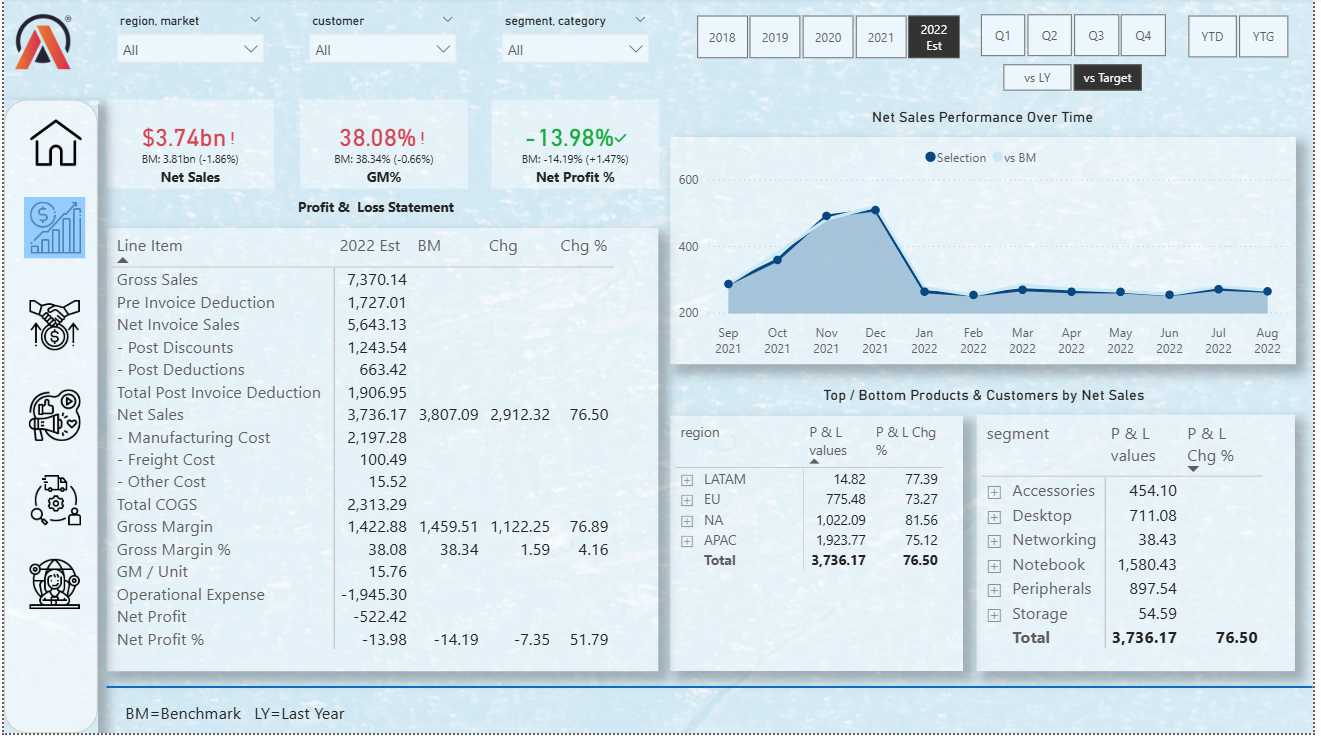 region, market
customer
segment, category
All
All
All
2018
2019
2020
2021
2022
Est
Q1
Q2
Q3
Q4
YTD
YTG
vs LY
vs Target
$3.74bn !
BM: 3.81bn (-1.86%)
Net Sales
38.08% !
BM: 38.34% (-0.66%)
GM%
-13.98%✓
BM: -14.19% (+1.47%)
Net Profit %
Profit & Loss Statement
Line Item 2022 Est BM Chg Chg %
Gross Sales 7,370.14
Pre Invoice Deduction 1,727.01
Net Invoice Sales 5,643.13
- Post Discounts 1,243.54
- Post Deductions 663.42
Total Post Invoice Deduction 1,906.95
Net Sales 3,736.17 3,807.09 2,912.32 76.50
- Manufacturing Cost 2,197.28
- Freight Cost 100.49
- Other Cost 15.52
Total COGS 2,313.29
Gross Margin 1,422.88 1,459.51 1,122.25 76.89
Gross Margin % 38.08 38.34 1.59 4.16
GM / Unit 15.76
Operational Expense -1,945.30
Net Profit -522.42
Net Profit % -13.98 -14.19 -7.35 51.79
Net Sales Performance Over Time
Selection vs BM
600
400
200
Sep Oct Nov Dec Jan Feb Mar Apr May Jun Jul Aug
2021 2021 2021 2021 2022 2022 2022 2022 2022 2022 2022 2022
Top / Bottom Products & Customers by Net Sales
region P & L P & L Chg
values %
LATAM 14.82 77.39
EU 775.48 73.27
NA 1,022.09 81.56
APAC 1,923.77 75.12
Total 3,736.17 76.50
segment P & L P & L
values Chg %
Accessories 454.10
Desktop 711.08
Networking 38.43
Notebook 1,580.43
Peripherals 897.54
Storage 54.59
Total 3,736.17 76.50
BM=Benchmark LY=Last Year